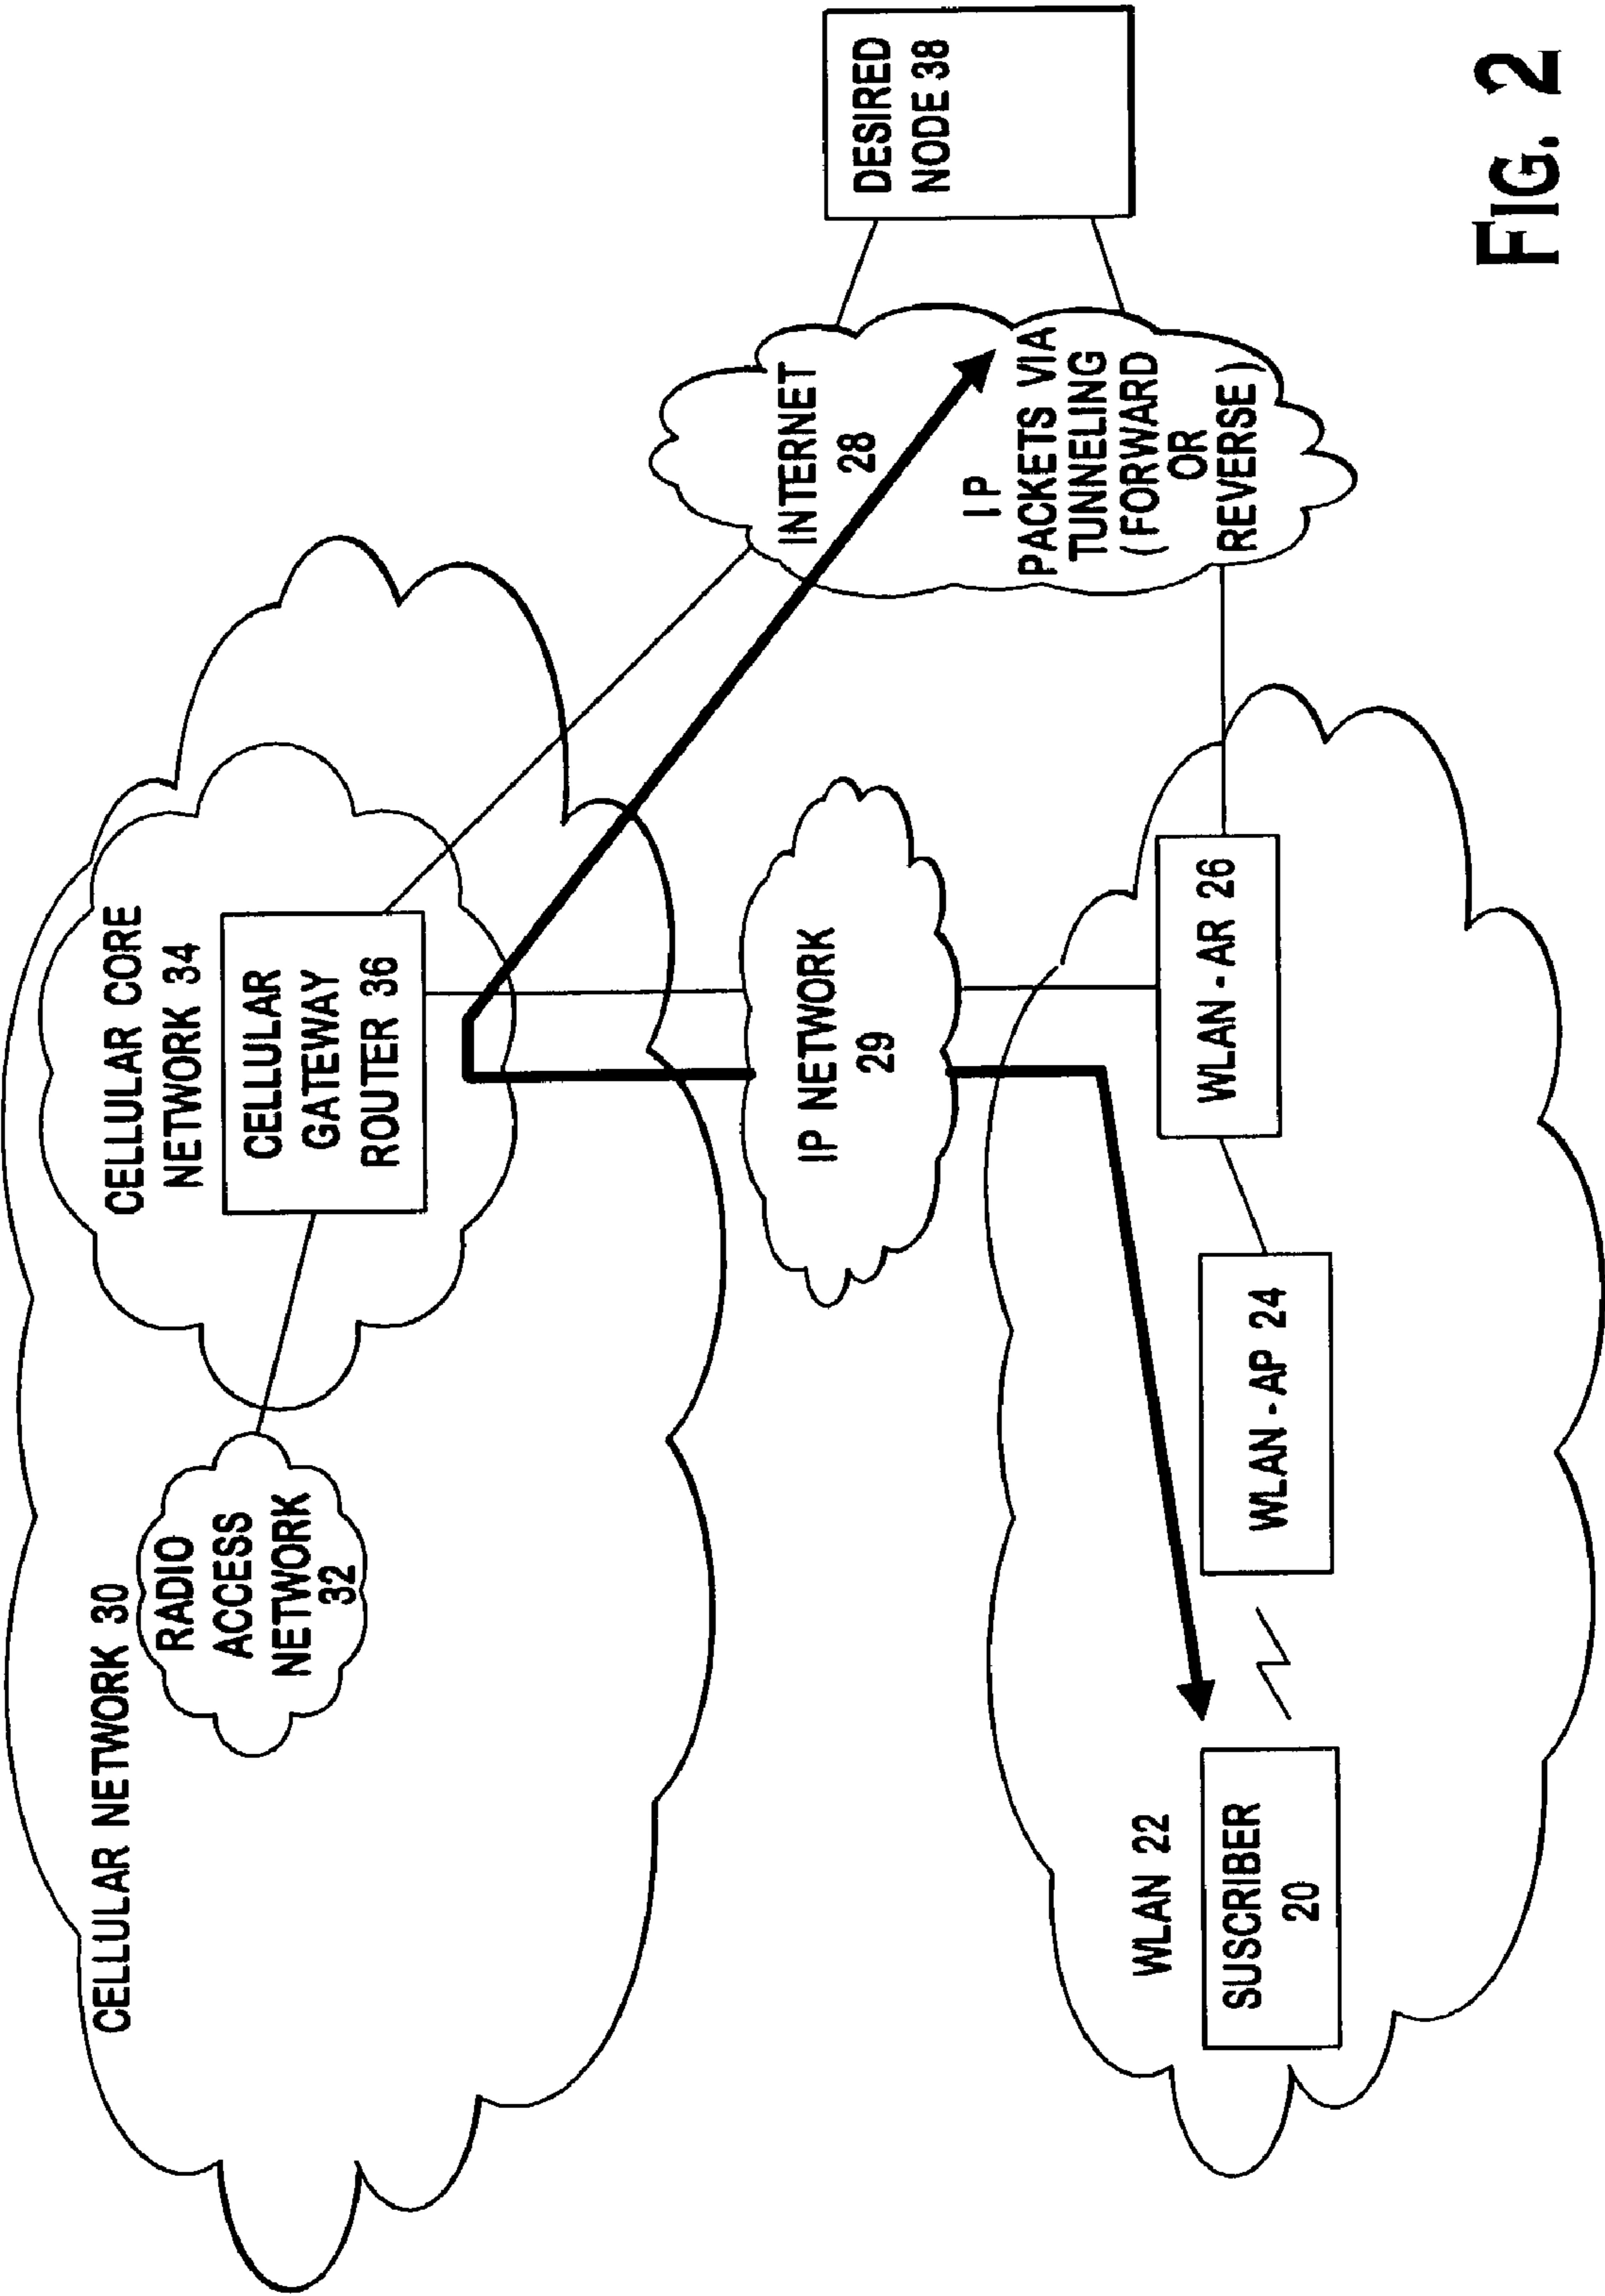 CELLULAR NETWORK 30
RADIO
ACCESS
NETWORK
32
CELLULAR CORE
NETWORK 34
CELLULAR
GATEWAY
ROUTER 36
IP NETWORK
29
INTERNET
28
IP
PACKETS VIA
TUNNELING
(FORWARD
OR
REVERSE)
DESIRED
NODE 38
WLAN 22
SUSCRIBER
20
WLAN - AP 24
WLAN - AR 26
FIG. 2